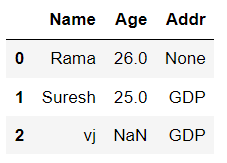 Name Age Addr
0 Rama 26.0 None
1 Suresh 25.0 GDP
2 vj NaN GDP